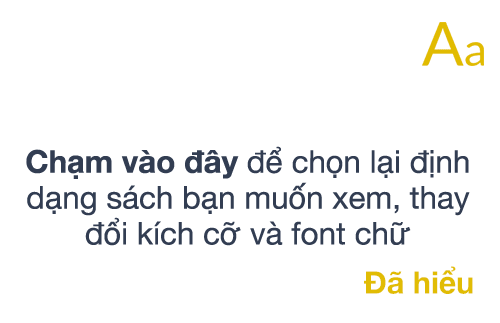 Aa
Chạm vào đây để chọn lại định
dạng sách bạn muốn xem, thay
đổi kích cỡ và font chữ
Đã hiểu